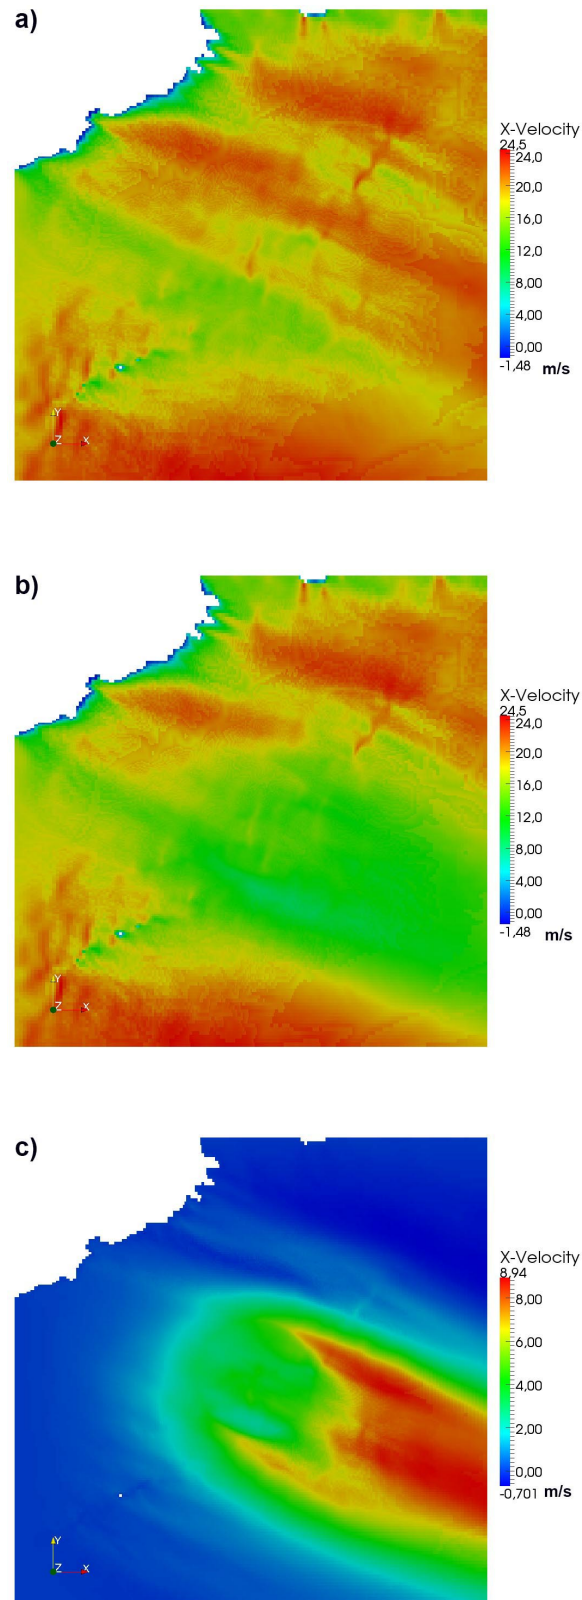 a)
X-Velocity
24,5
24,0
20,0
16,0
12,0
8,00
4,00
0,00
-1,48 m/s
Y
Z X
b)
X-Velocity
24,5
24,0
20,0
16,0
12,0
8,00
4,00
0,00
-1,48 m/s
Y
Z X
c)
X-Velocity
8,94
8,00
6,00
4,00
2,00
0,00
-0,701 m/s
Y
Z X